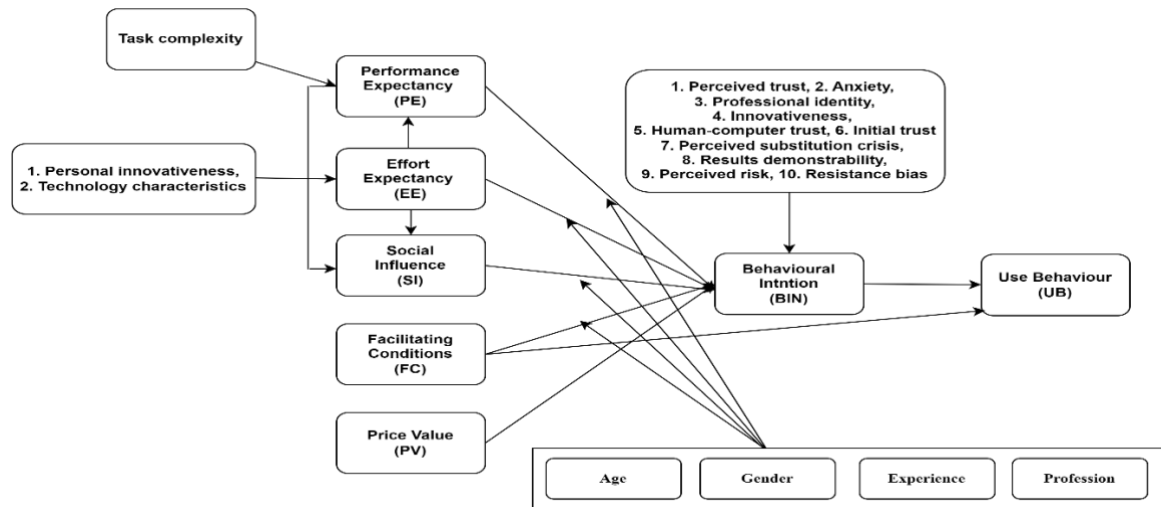 Task complexity
Performance
Expectancy
(PE)
1. Perceived trust, 2. Anxiety,
3. Professional identity,
4. Innovativeness,
5. Human-computer trust, 6. Initial trust
7. Perceived substitution crisis,
8. Results demonstrability,
9. Perceived risk, 10. Resistance bias
1. Personal innovativeness,
2. Technology characteristics
Effort
Expectancy
(EE)
Social
Influence
(SI)
Behavioural
Intntion
(BIN)
Use Behaviour
(UB)
Facilitating
Conditions
(FC)
Price Value
(PV)
Age
Gender
Experience
Profession